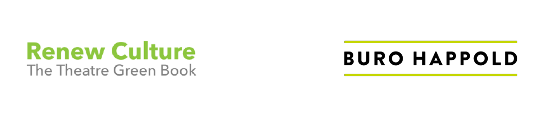 Renew Culture
The Theatre Green Book
BURO HAPPOLD